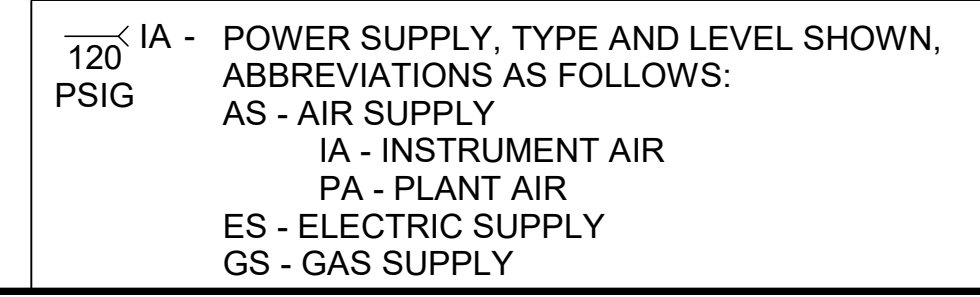 IA - POWER SUPPLY, TYPE AND LEVEL SHOWN,
120
ABBREVIATIONS AS FOLLOWS:
PSIG
AS - AIR SUPPLY
IA - INSTRUMENT AIR
PA - PLANT AIR
ES - ELECTRIC SUPPLY
GS - GAS SUPPLY